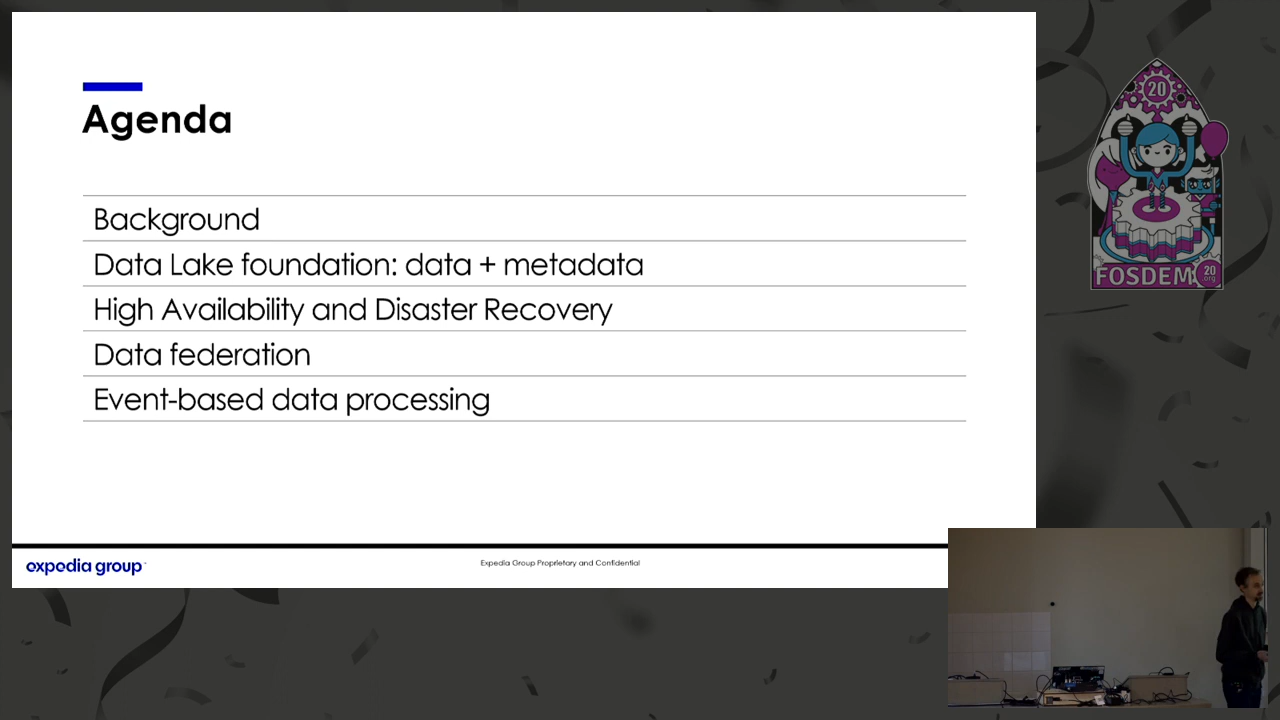 Agenda
Background
Data Lake foundation: data + metadata
High Availability and Disaster Recovery
Data federation
Event-based data processing
expedia group
Expedia Group Proprietary and Confidential
20
FOSDEM
20
.org